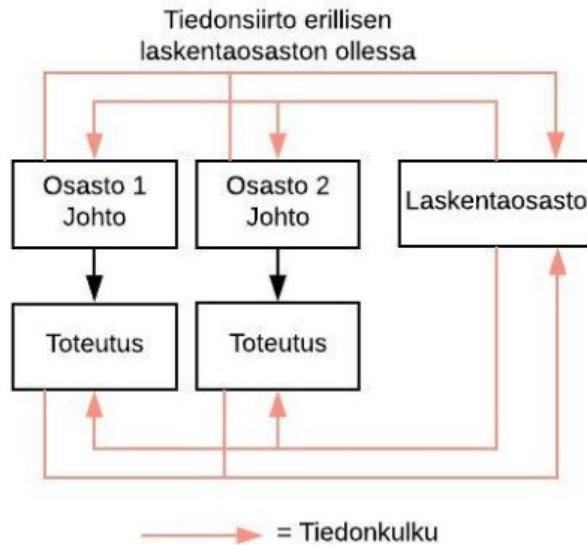 Tiedonsiirto erillisen
laskentaosaston ollessa
Osasto 1
Johto
Osasto 2
Johto
Laskentaosasto
Toteutus
Toteutus
= Tiedonkulku